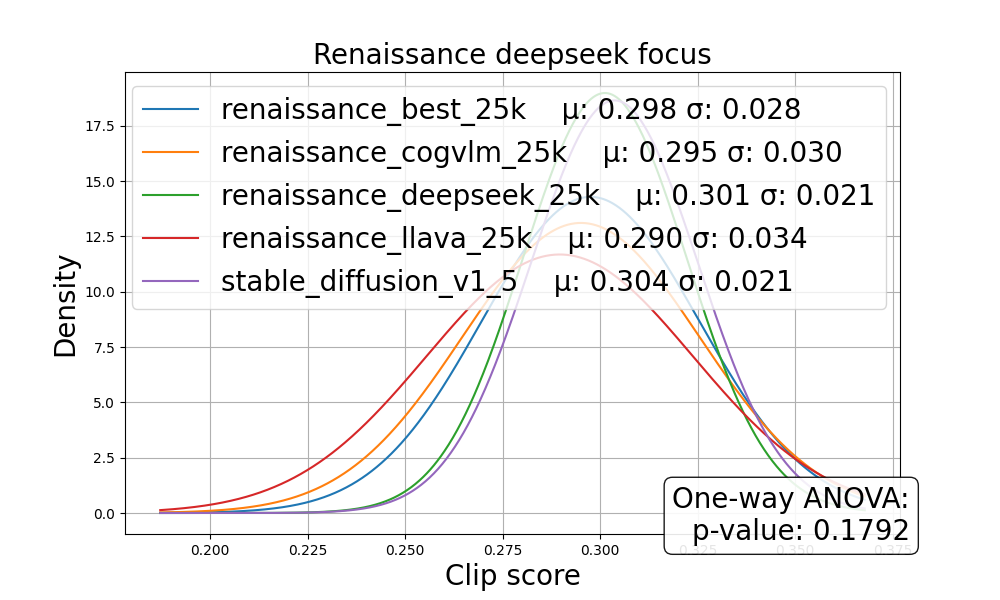 Renaissance deepseek focus
renaissance_best_25k μ: 0.298 σ: 0.028
renaissance_cogvlm_25k μ: 0.295 σ: 0.030
renaissance_deepseek_25k μ: 0.301 σ: 0.021
renaissance_llava_25k μ: 0.290 σ: 0.034
stable_diffusion_v1_5 μ: 0.304 σ: 0.021
Density
17.5
15.0
12.5
10.0
7.5
5.0
2.5
0.0
One-way ANOVA:
p-value: 0.1792
0.200 0.225 0.250 0.275 0.300 0.325 0.350 0.375
Clip score